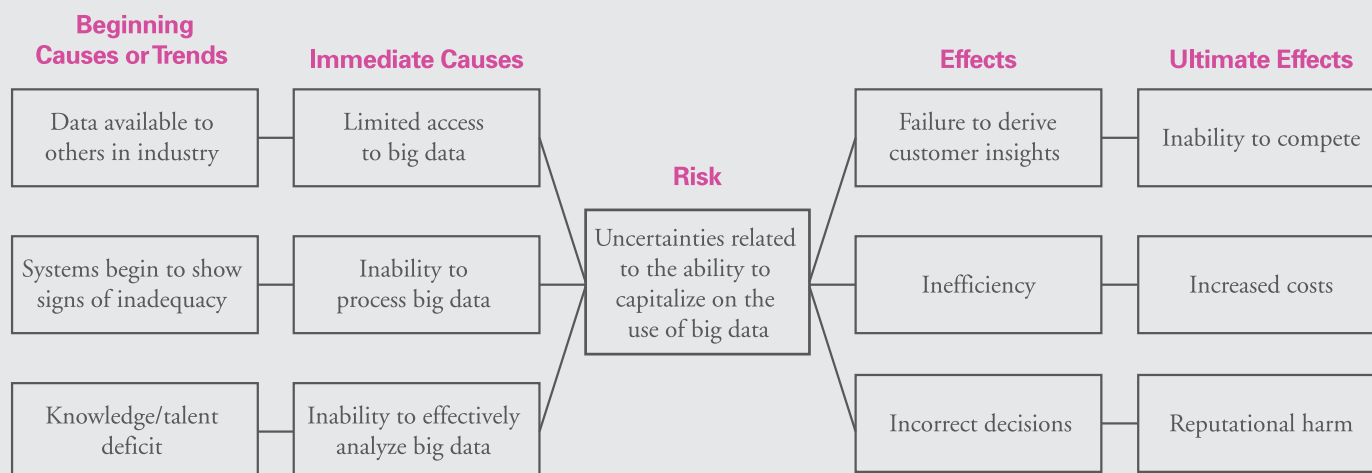 Beginning
Causes or Trends
Immediate Causes
Effects
Ultimate Effects
Data available to
others in industry
Limited access
to big data
Failure to derive
customer insights
Inability to compete
Risk
Systems begin to show
signs of inadequacy
Inability to
process big data
Uncertainties related
to the ability to
capitalize on the
use of big data
Inefficiency
Increased costs
Knowledge/talent
deficit
Inability to effectively
analyze big data
Incorrect decisions
Reputational harm